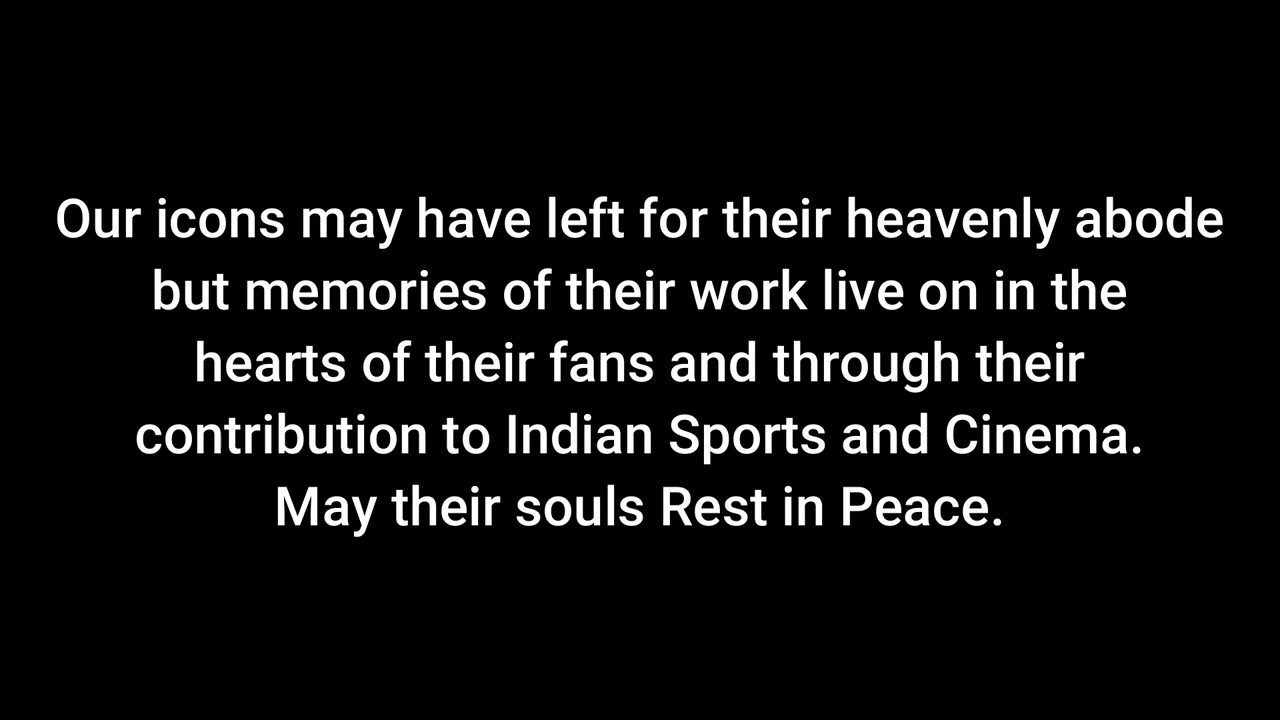 Our icons may have left for their heavenly abode
but memories of their work live on in the
hearts of their fans and through their
contribution to Indian Sports and Cinema.
May their souls Rest in Peace.